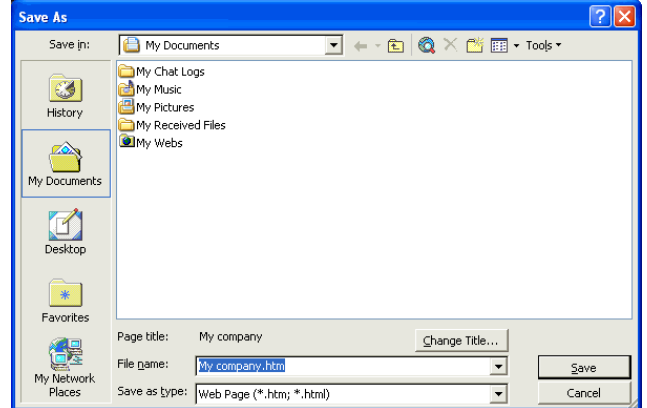 Save As
Save in:
My Documents
Tools
My Chat Logs
My Music
My Pictures
My Received Files
My Webs
History
My Documents
Desktop
Favorites
My Network
Places
Page title: My company
Change Title...
File name: My company.htm
Save
Save as type: Web Page (*.htm; *.html)
Cancel